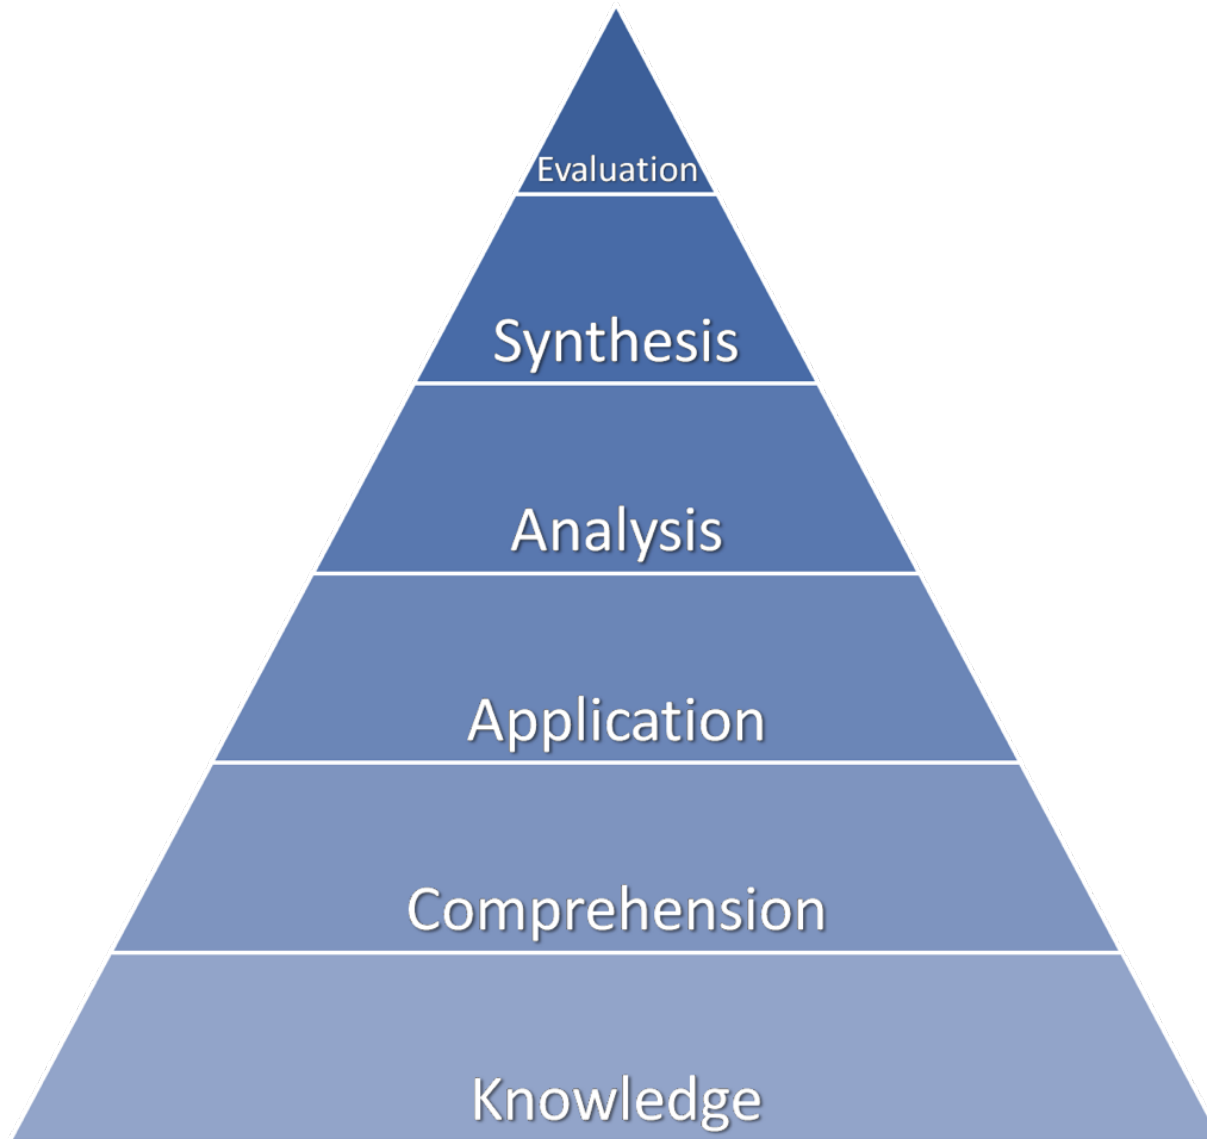 Evaluation
Synthesis
Analysis
Application
Comprehension
Knowledge